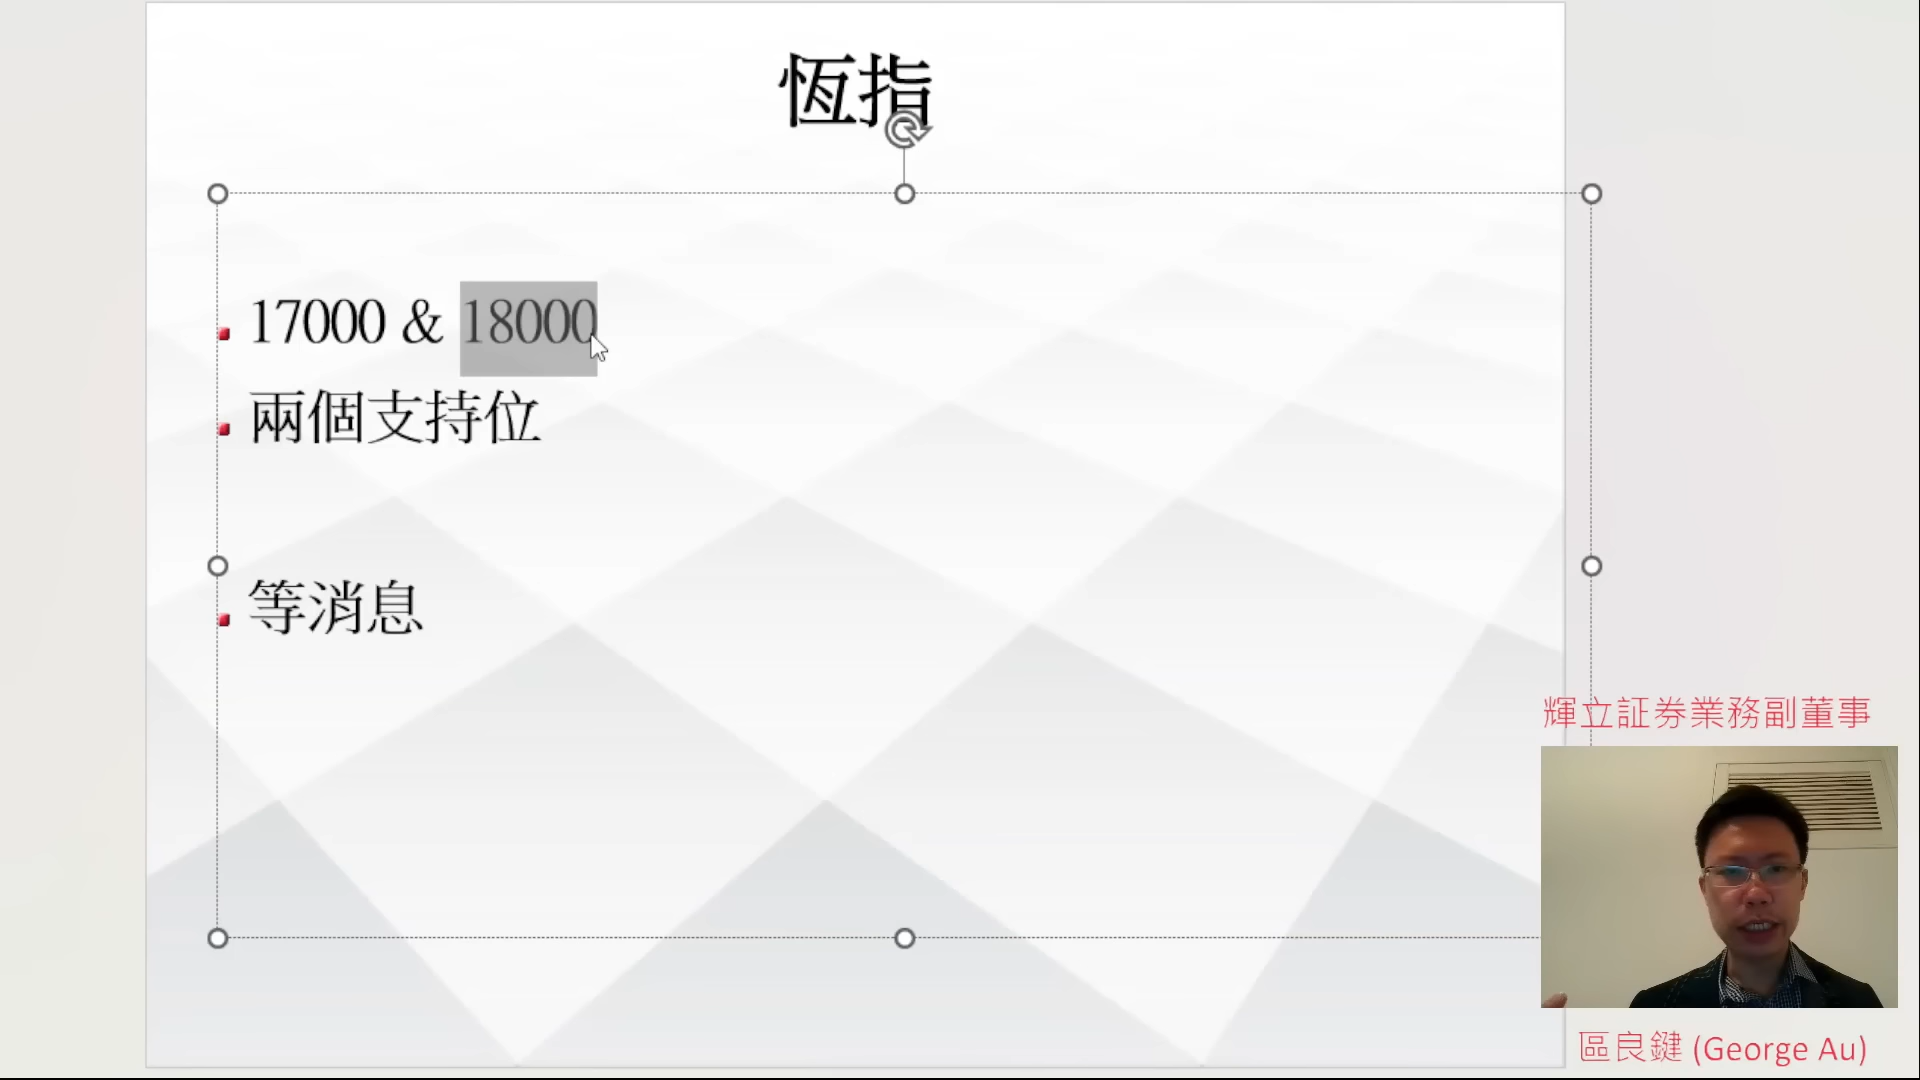 恆指
17000 & 18000
兩個支持位
等消息
輝立証券業務副董事
區良鍵 (George Au)